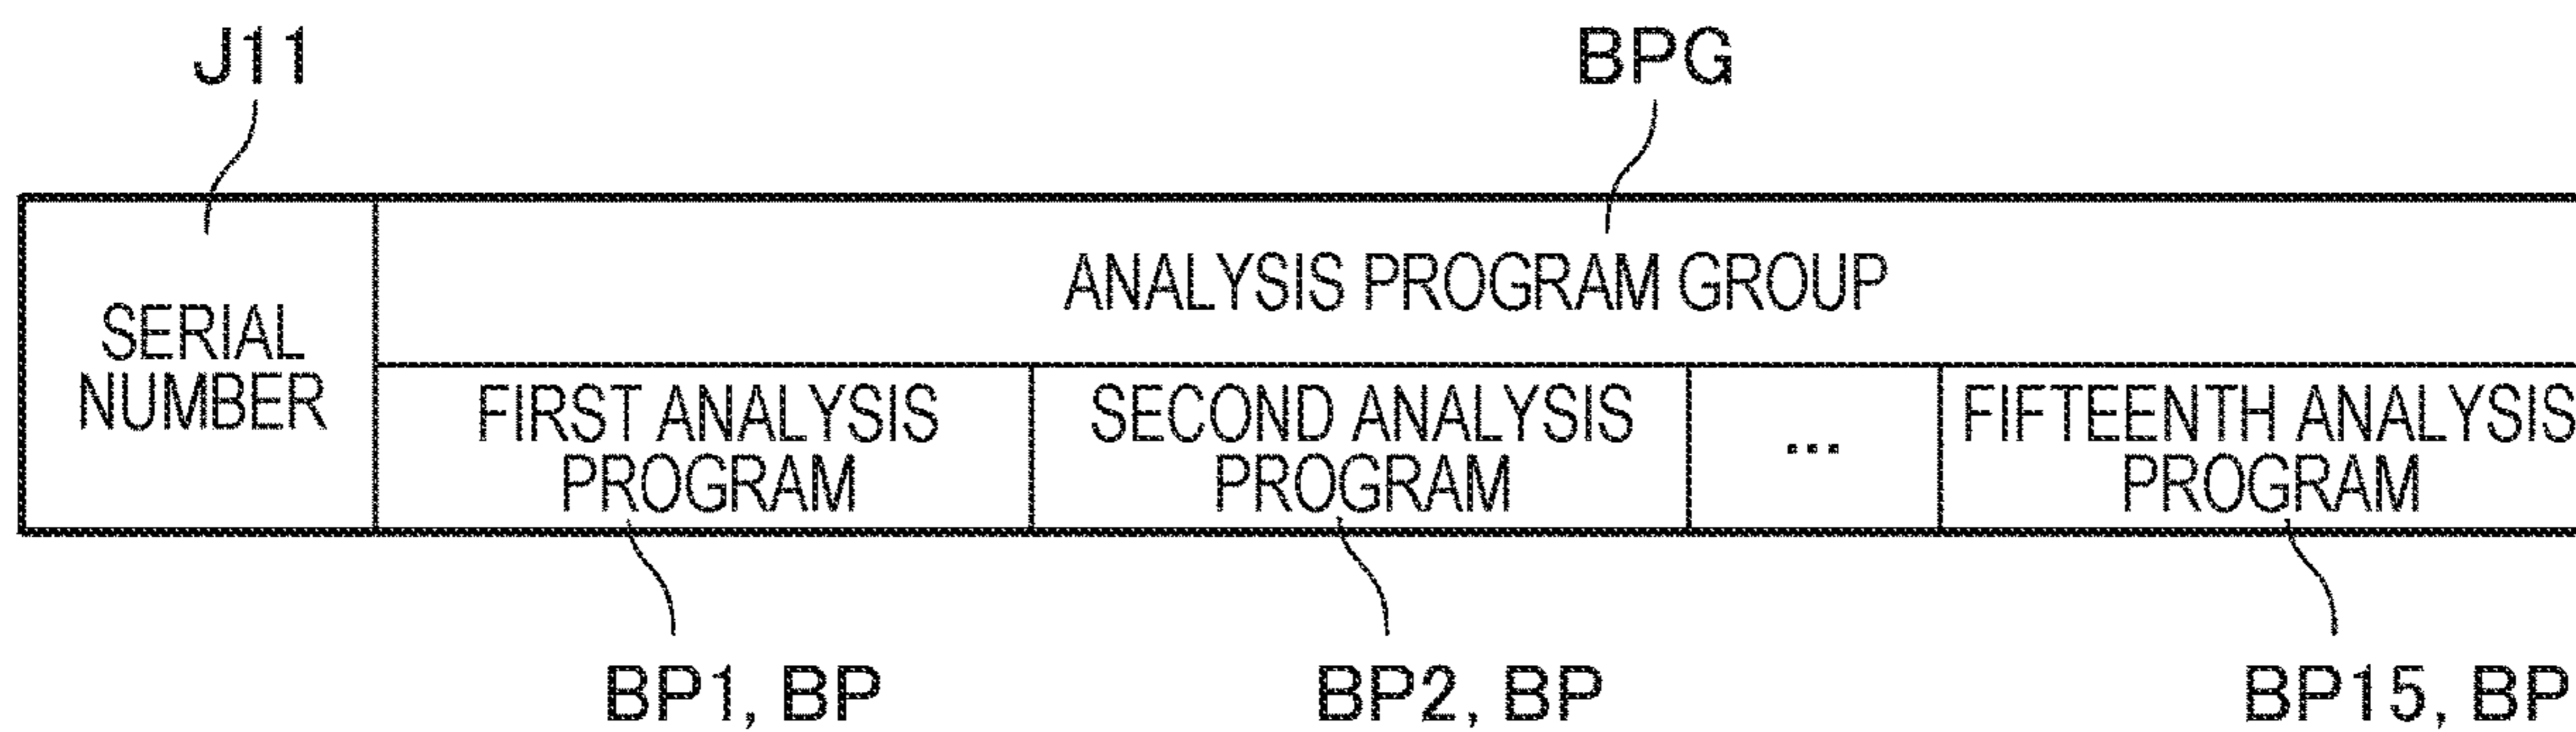 J11
BPG
ANALYSIS PROGRAM GROUP
SERIAL
NUMBER
FIRST ANALYSIS
PROGRAM
SECOND ANALYSIS
PROGRAM
...
FIFTEENTH ANALYSIS
PROGRAM
BP1, BP
BP2, BP
BP15, BP